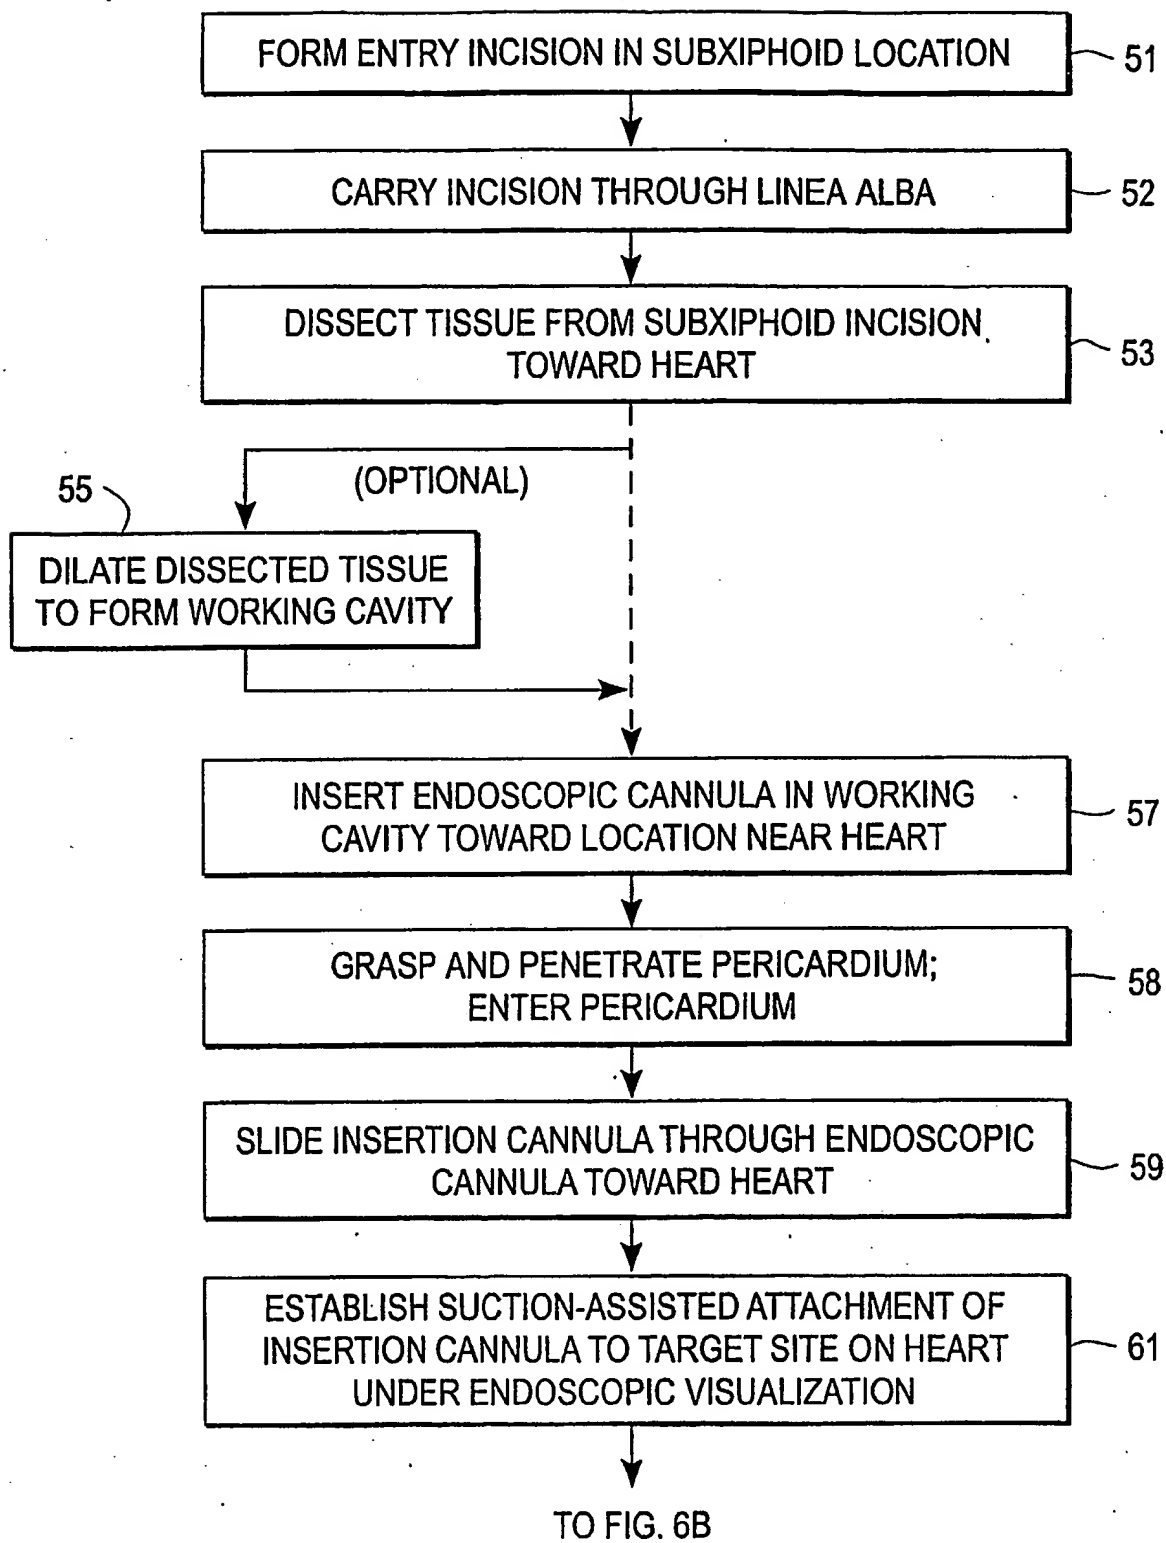 FORM ENTRY INCISION IN SUBXIPHOID LOCATION
51
CARRY INCISION THROUGH LINEA ALBA
52
DISSECT TISSUE FROM SUBXIPHOID INCISION
TOWARD HEART
53
(OPTIONAL)
55
DILATE DISSECTED TISSUE
TO FORM WORKING CAVITY
INSERT ENDOSCOPIC CANNULA IN WORKING
CAVITY TOWARD LOCATION NEAR HEART
57
GRASP AND PENETRATE PERICARDIUM;
ENTER PERICARDIUM
58
SLIDE INSERTION CANNULA THROUGH ENDOSCOPIC
CANNULA TOWARD HEART
59
ESTABLISH SUCTION-ASSISTED ATTACHMENT OF
INSERTION CANNULA TO TARGET SITE ON HEART
UNDER ENDOSCOPIC VISUALIZATION
61
TO FIG. 6B